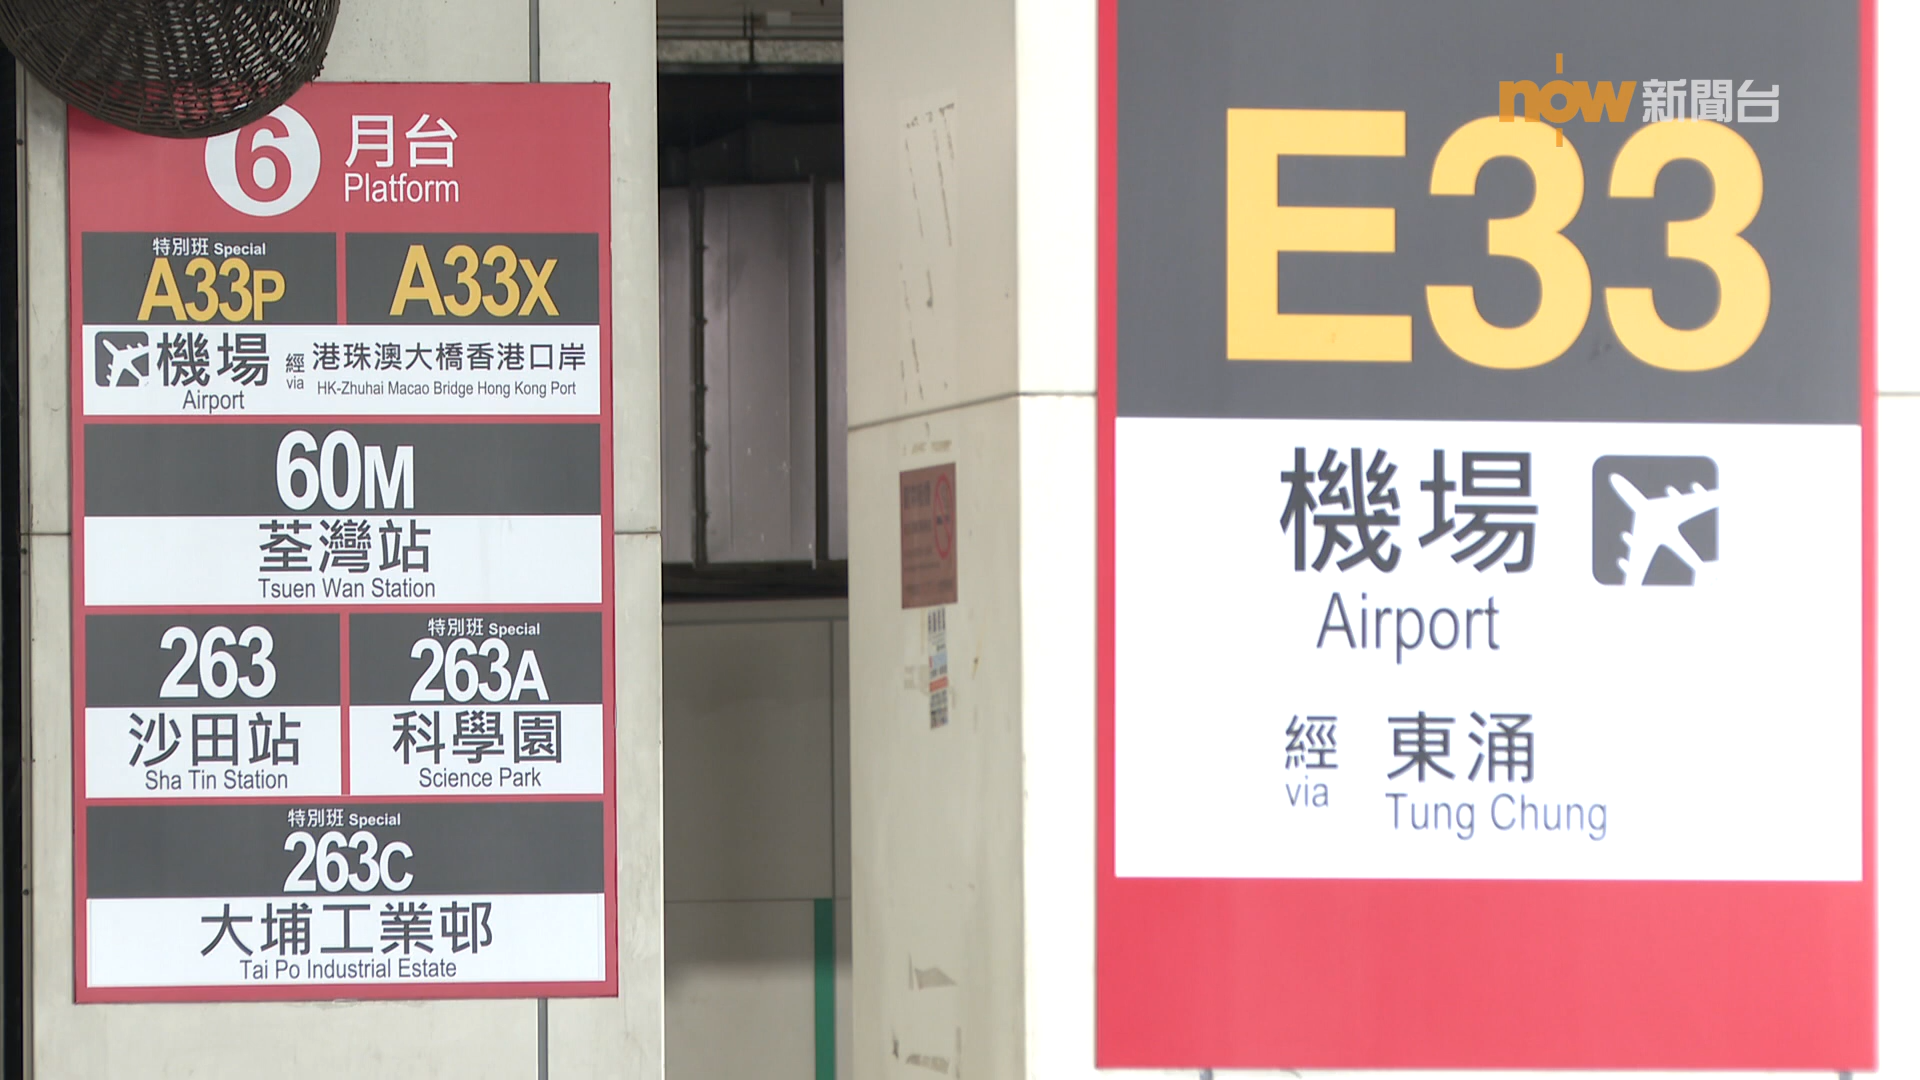 6 月台
Platform
特別班 Special
A33P
A33X
機場 經 港珠澳大橋香港口岸
Airport via HK-Zhuhai Macao Bridge Hong Kong Port
60M
荃灣站
Tsuen Wan Station
263
沙田站
Sha Tin Station
特別班 Special
263A
科學園
Science Park
特別班 Special
263C
大埔工業邨
Tai Po Industrial Estate
now 新聞台
E33
機場
Airport
經 東涌
via Tung Chung